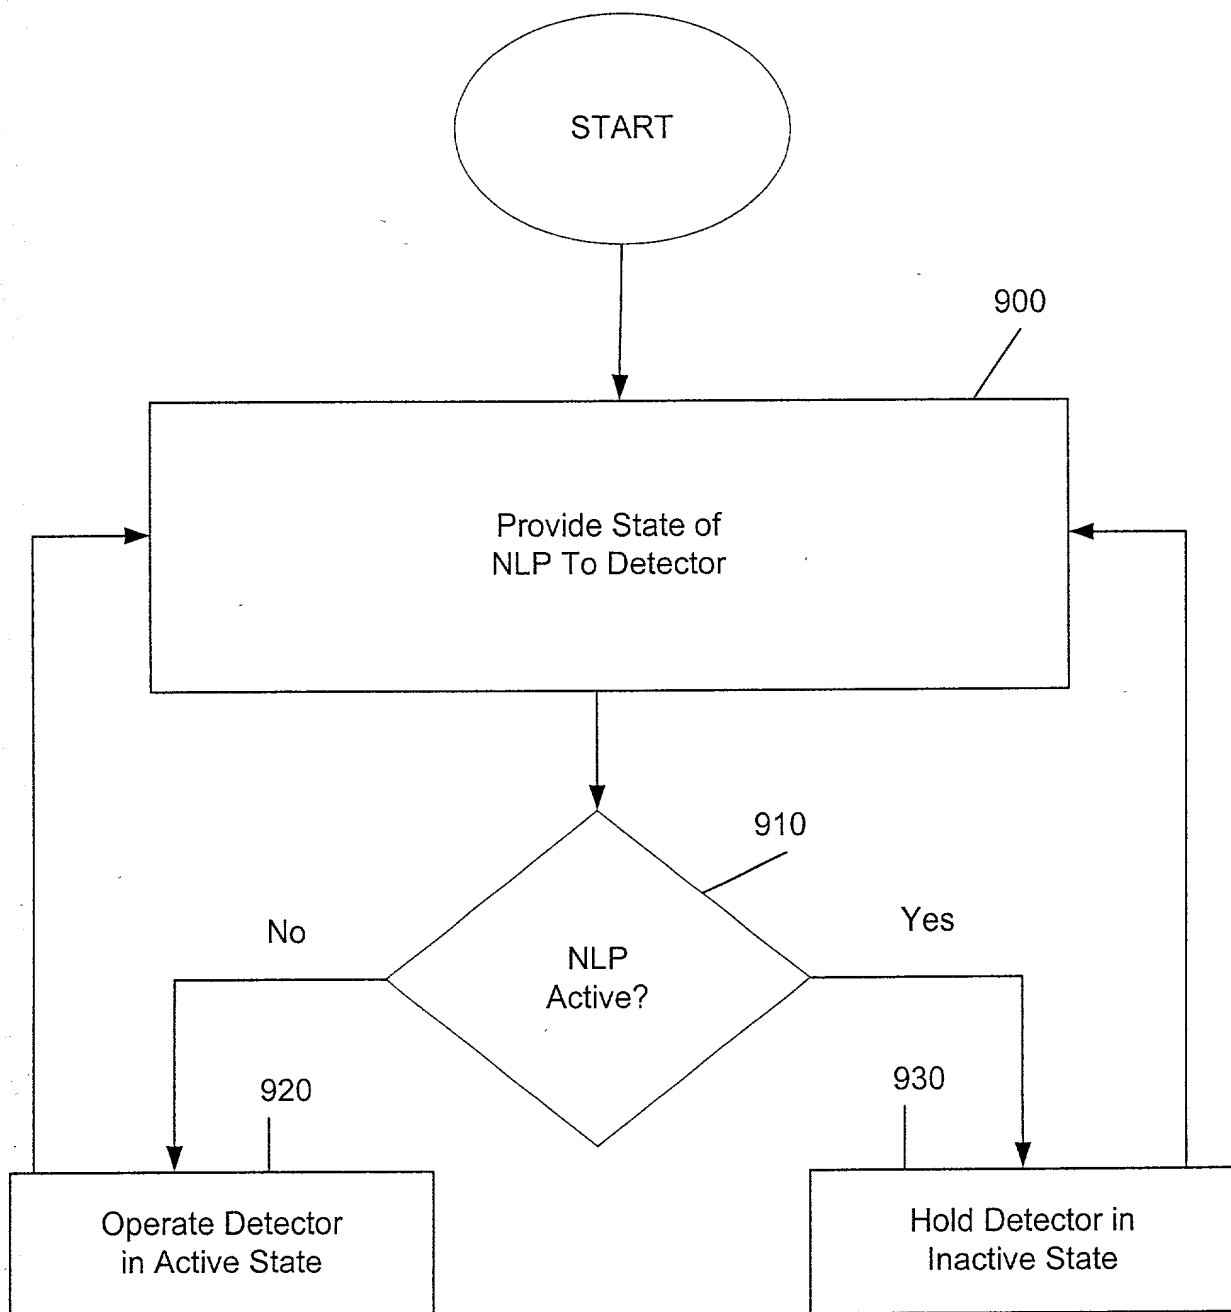 START
900
Provide State of
NLP To Detector
910
No
Yes
NLP
Active?
920
930
Operate Detector
in Active State
Hold Detector in
Inactive State